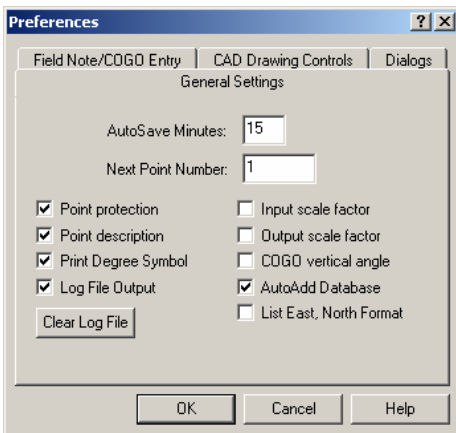 Preferences
Field Note/COGO Entry CAD Drawing Controls Dialogs
General Settings
AutoSave Minutes: 15
Next Point Number: 1
Point protection Input scale factor
Point description Output scale factor
Print Degree Symbol COGO vertical angle
Log File Output AutoAdd Database
Clear Log File List East, North Format
OK Cancel Help